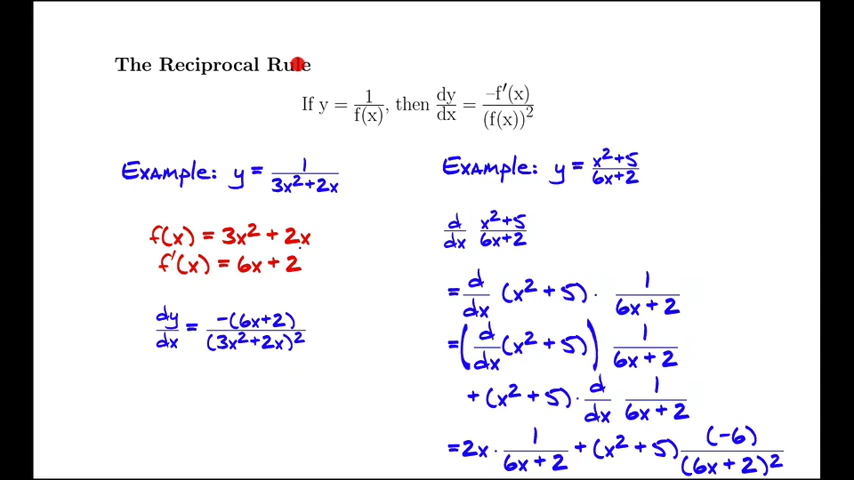 The Reciprocal Rule
If y = 1/f(x), then dy/dx = –f′(x)/(f(x))²
Example: y = 1/(3x²+2x)
f(x) = 3x² + 2x
f′(x) = 6x + 2
dy/dx = -(6x+2)/(3x²+2x)²
Example: y = (x²+5)/(6x+2)
d/dx (x²+5)/(6x+2)
= d/dx (x² + 5) · 1/(6x + 2)
= (d/dx (x² + 5)) 1/(6x + 2)
+ (x² + 5) · d/dx 1/(6x + 2)
= 2x · 1/(6x + 2) + (x² + 5) (-6)/(6x + 2)²